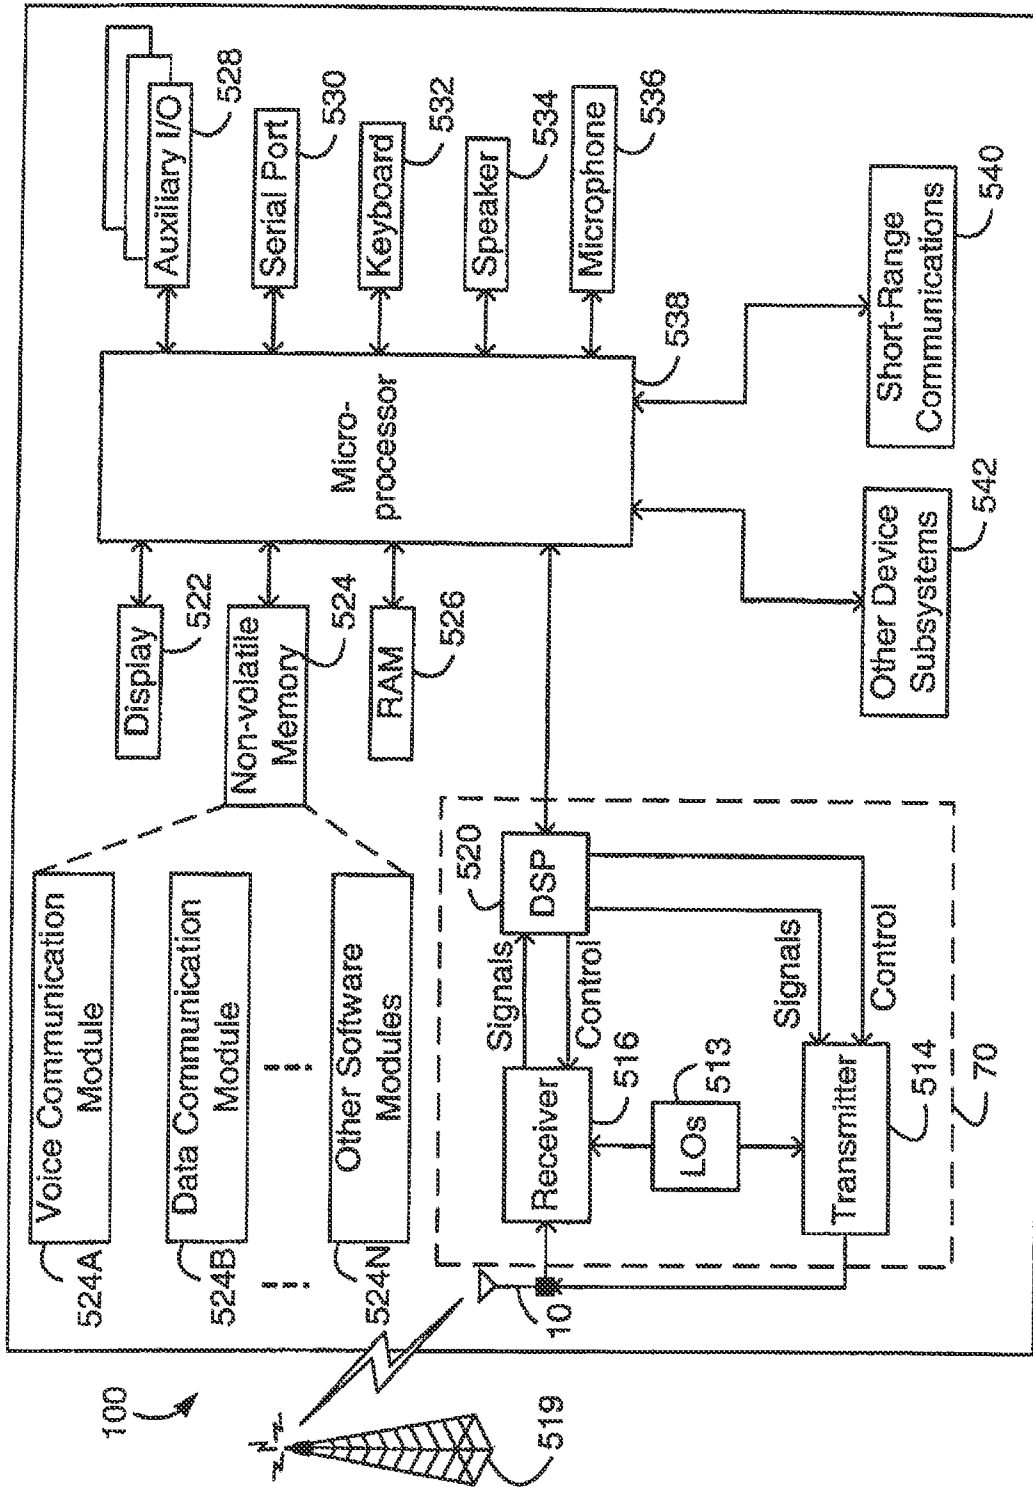 100
519
524A
Voice Communication
Module
524B
Data Communication
Module
524N
Other Software
Modules
Display
522
Non-volatile
Memory
524
RAM
526
Micro-
processor
538
Auxiliary I/O
528
Serial Port
530
Keyboard
532
Speaker
534
Microphone
536
10
Receiver
516
Signals
Control
DSP
520
LOs
513
Transmitter
514
Signals
Control
70
Other Device
Subsystems
542
Short-Range
Communications
540